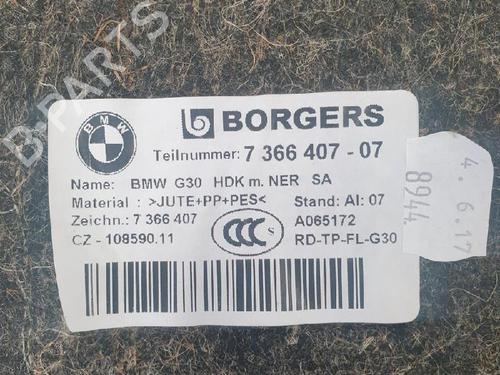 B-PARTS
BMW
BORGERS
Teilnummer: 7 366 407 - 07
Name: BMW G30 HDK m. NER SA
Material : >JUTE+PP+PES< Stand: AI: 07
Zeichn.: 7 366 407 A065172
CZ - 108590.11 CCC S RD-TP-FL-G30
4. 6.17
8944